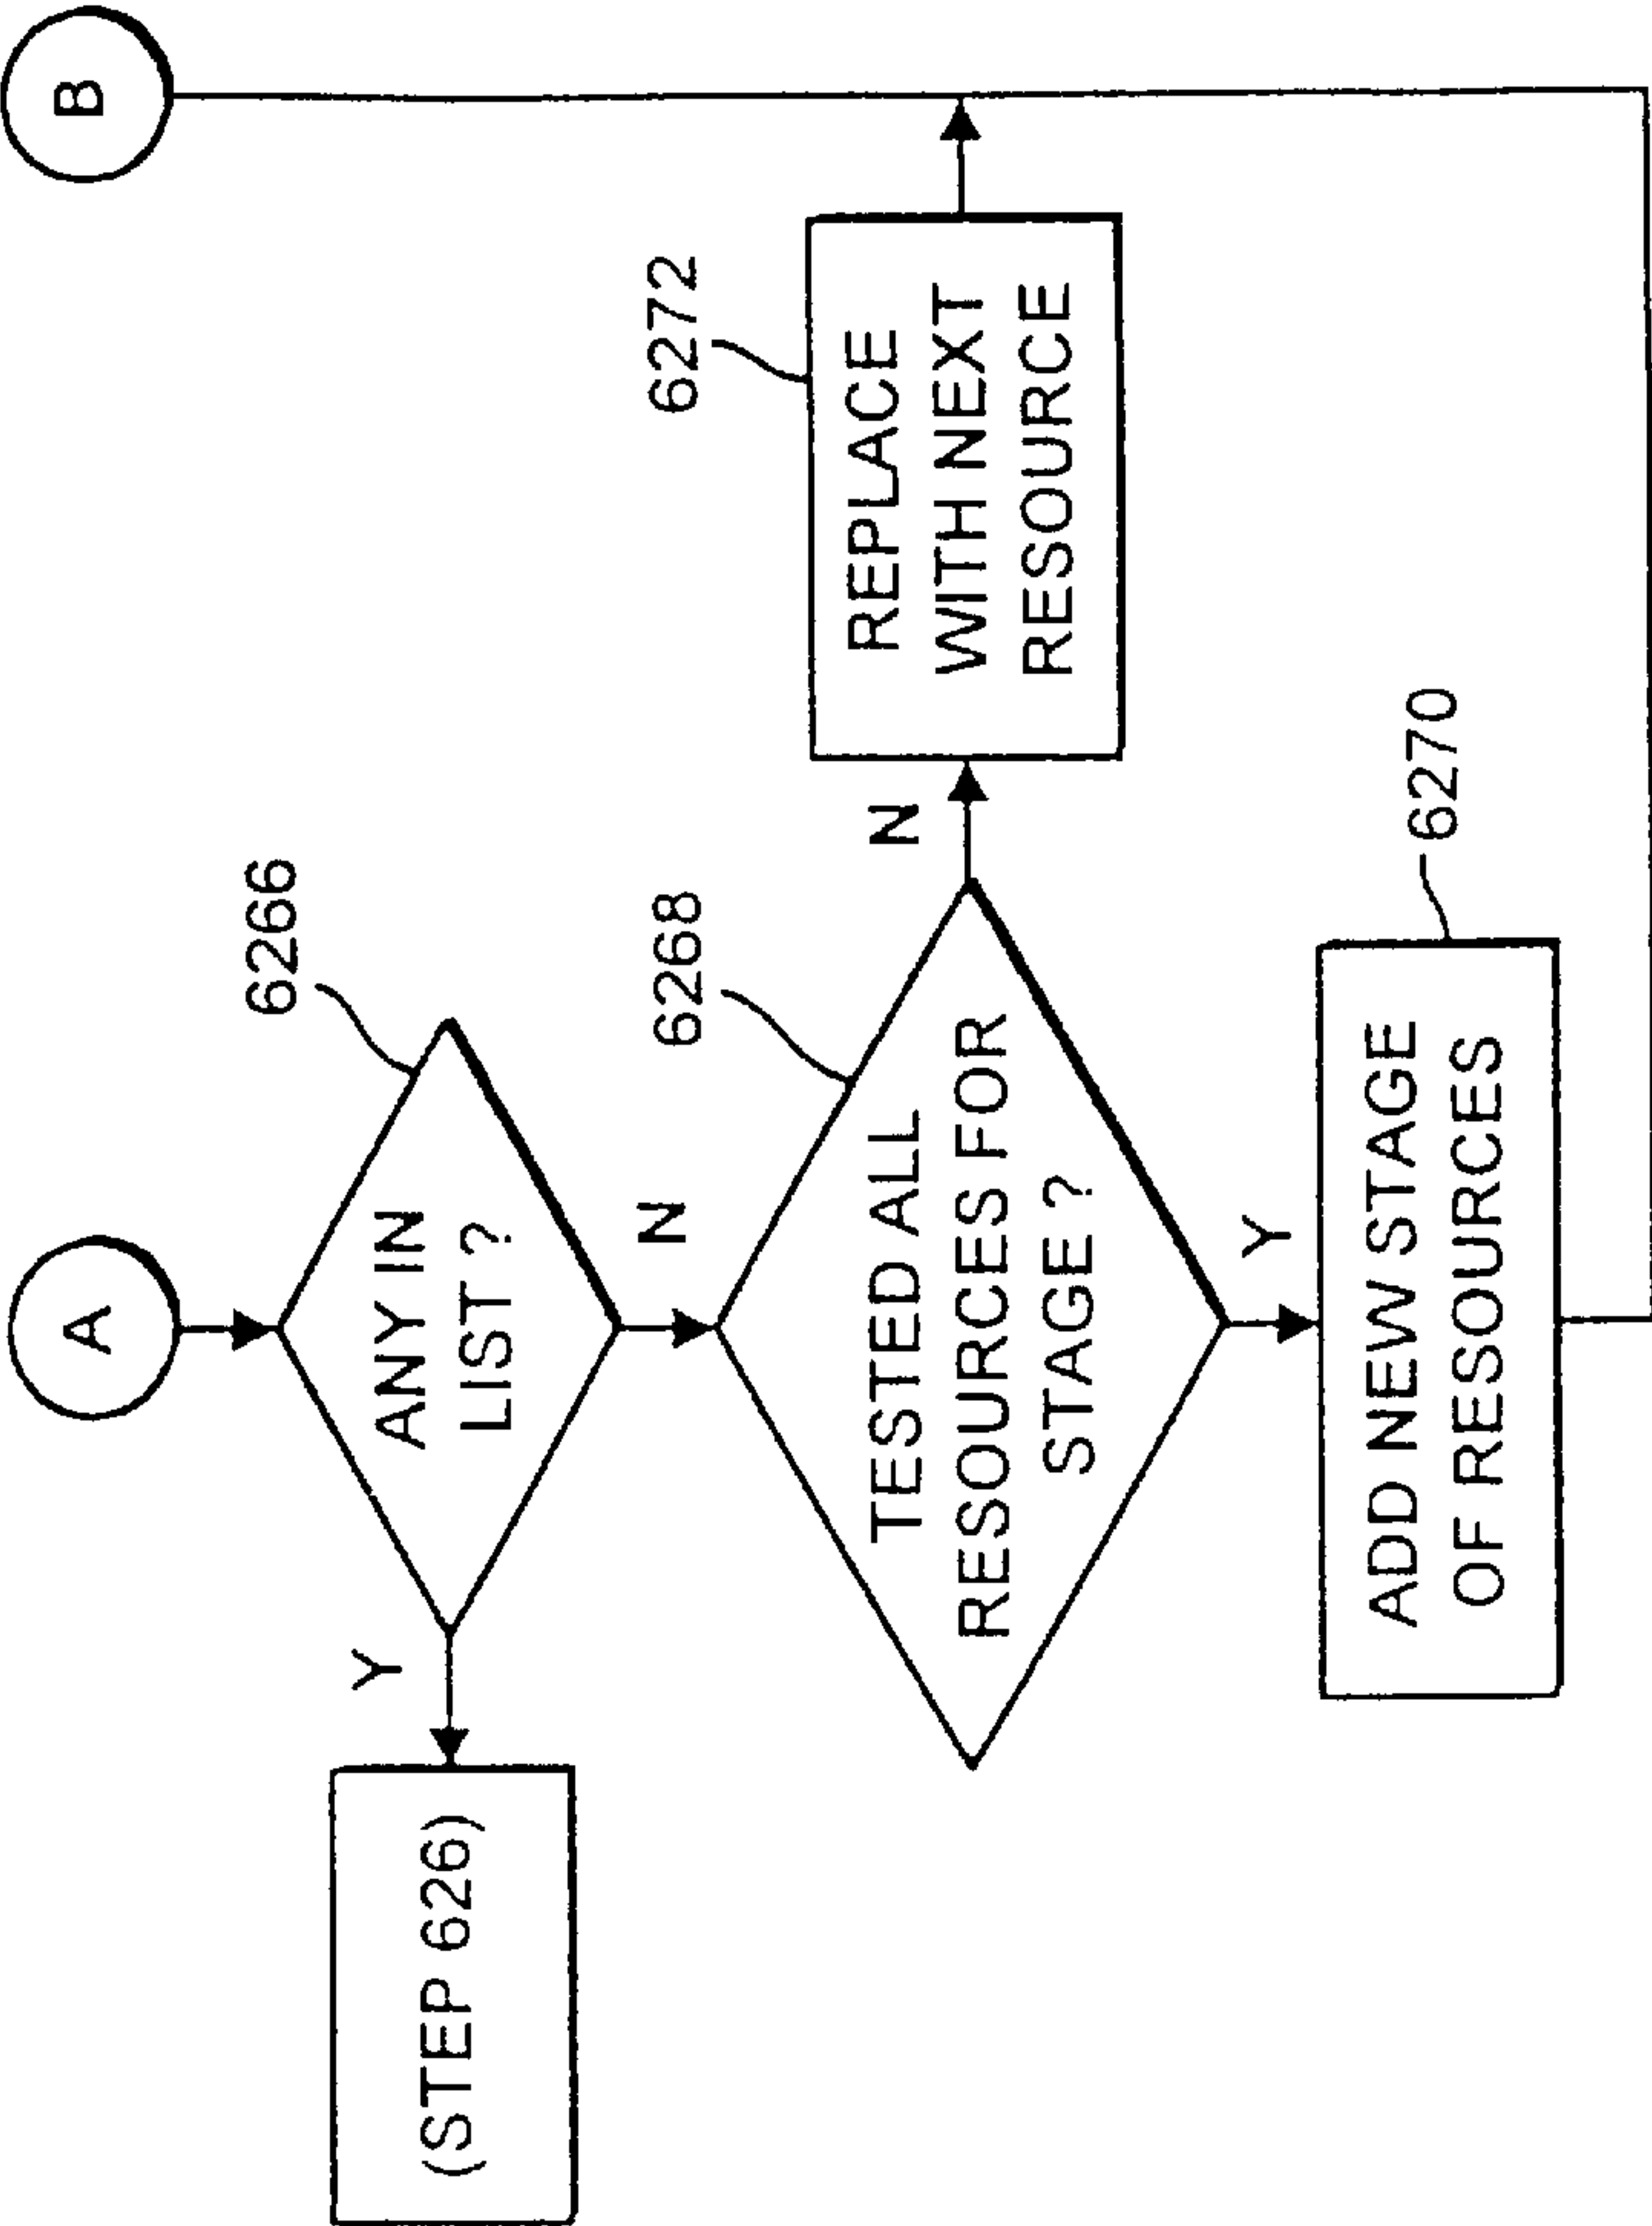 A
B
6266
ANY IN
LIST ?
Y
(STEP 626)
N
6268
TESTED ALL
RESOURCES FOR
STAGE ?
N
6272
REPLACE
WITH NEXT
RESOURCE
Y
6270
ADD NEW STAGE
OF RESOURCES